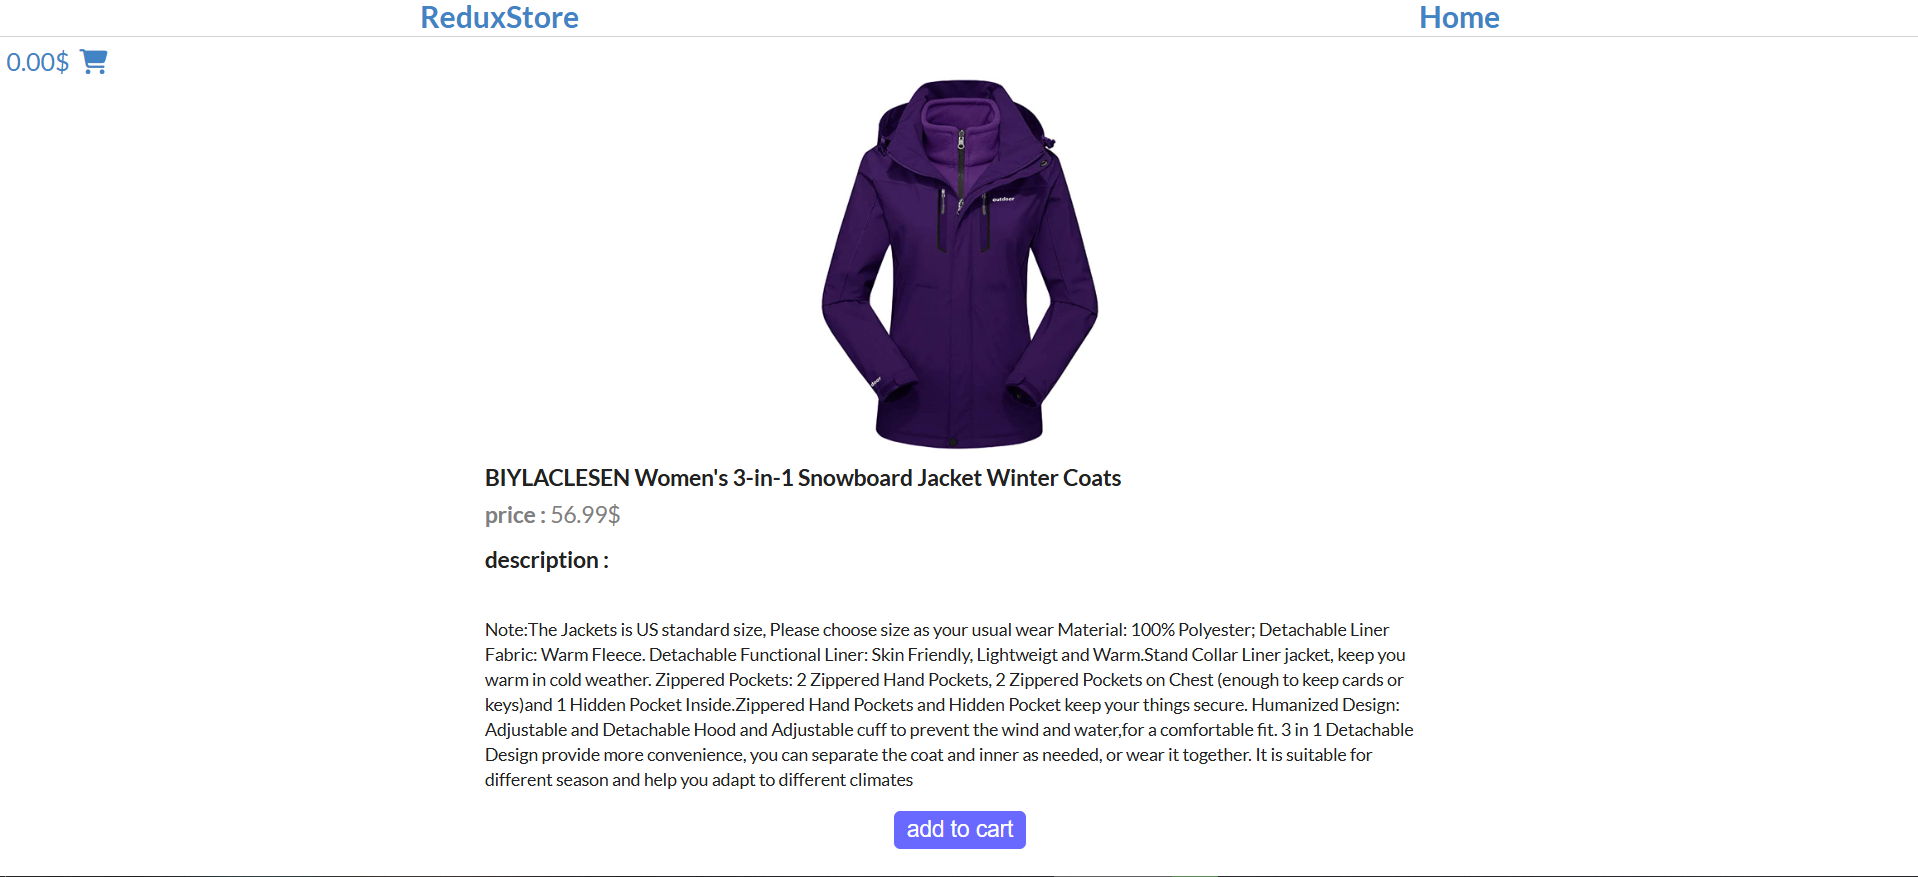 ReduxStore Home
0.00$
outdoor
door
BIYLACLESEN Women's 3-in-1 Snowboard Jacket Winter Coats
price : 56.99$
description :
Note:The Jackets is US standard size, Please choose size as your usual wear Material: 100% Polyester; Detachable Liner
Fabric: Warm Fleece. Detachable Functional Liner: Skin Friendly, Lightweigt and Warm.Stand Collar Liner jacket, keep you
warm in cold weather. Zippered Pockets: 2 Zippered Hand Pockets, 2 Zippered Pockets on Chest (enough to keep cards or
keys)and 1 Hidden Pocket Inside.Zippered Hand Pockets and Hidden Pocket keep your things secure. Humanized Design:
Adjustable and Detachable Hood and Adjustable cuff to prevent the wind and water,for a comfortable fit. 3 in 1 Detachable
Design provide more convenience, you can separate the coat and inner as needed, or wear it together. It is suitable for
different season and help you adapt to different climates
add to cart